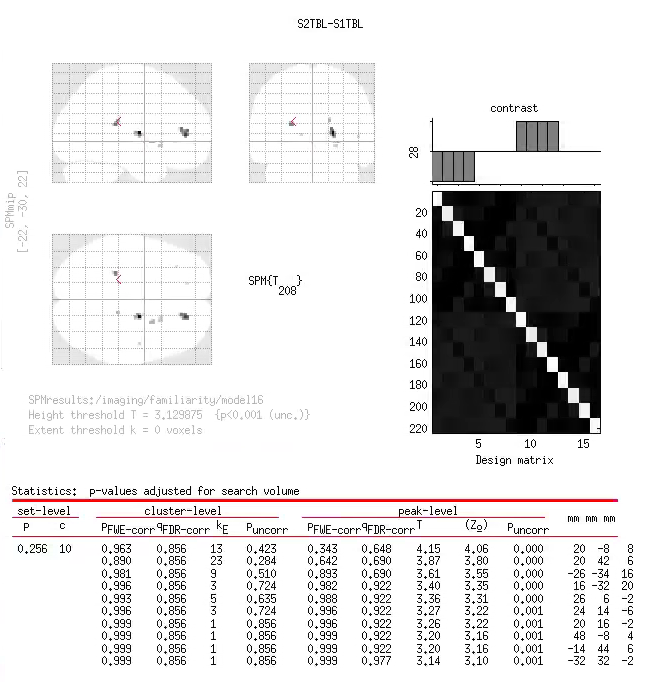 S2TBL-S1TBL
SPMmip
[-22, -30, 22]
SPM{T208}
contrast
28
20
40
60
80
100
120
140
160
180
200
220
5 10 15
Design matrix
SPMresults:/imaging/familiarity/model16
Height threshold T = 3.129875 {p<0.001 (unc.)}
Extent threshold k = 0 voxels
Statistics: p-values adjusted for search volume
set-level cluster-level peak-level
p c pFWE-corr qFDR-corr kE puncorr pFWE-corr qFDR-corr T (Zo) puncorr mm mm mm
0.256 10 0.963 0.856 13 0.423 0.343 0.648 4.15 4.06 0.000 20 -8 8
0.890 0.856 23 0.284 0.642 0.690 3.87 3.80 0.000 20 42 6
0.981 0.856 9 0.510 0.893 0.690 3.61 3.55 0.000 -26 -34 16
0.996 0.856 3 0.724 0.982 0.922 3.40 3.35 0.000 16 -32 20
0.993 0.856 5 0.635 0.988 0.922 3.36 3.31 0.000 26 6 -2
0.996 0.856 3 0.724 0.996 0.922 3.27 3.22 0.001 24 14 -6
0.999 0.856 1 0.856 0.996 0.922 3.26 3.22 0.001 20 16 -2
0.999 0.856 1 0.856 0.999 0.922 3.20 3.16 0.001 48 -8 4
0.999 0.856 1 0.856 0.999 0.922 3.20 3.16 0.001 -14 44 6
0.999 0.856 1 0.856 0.999 0.977 3.14 3.10 0.001 -32 32 -2